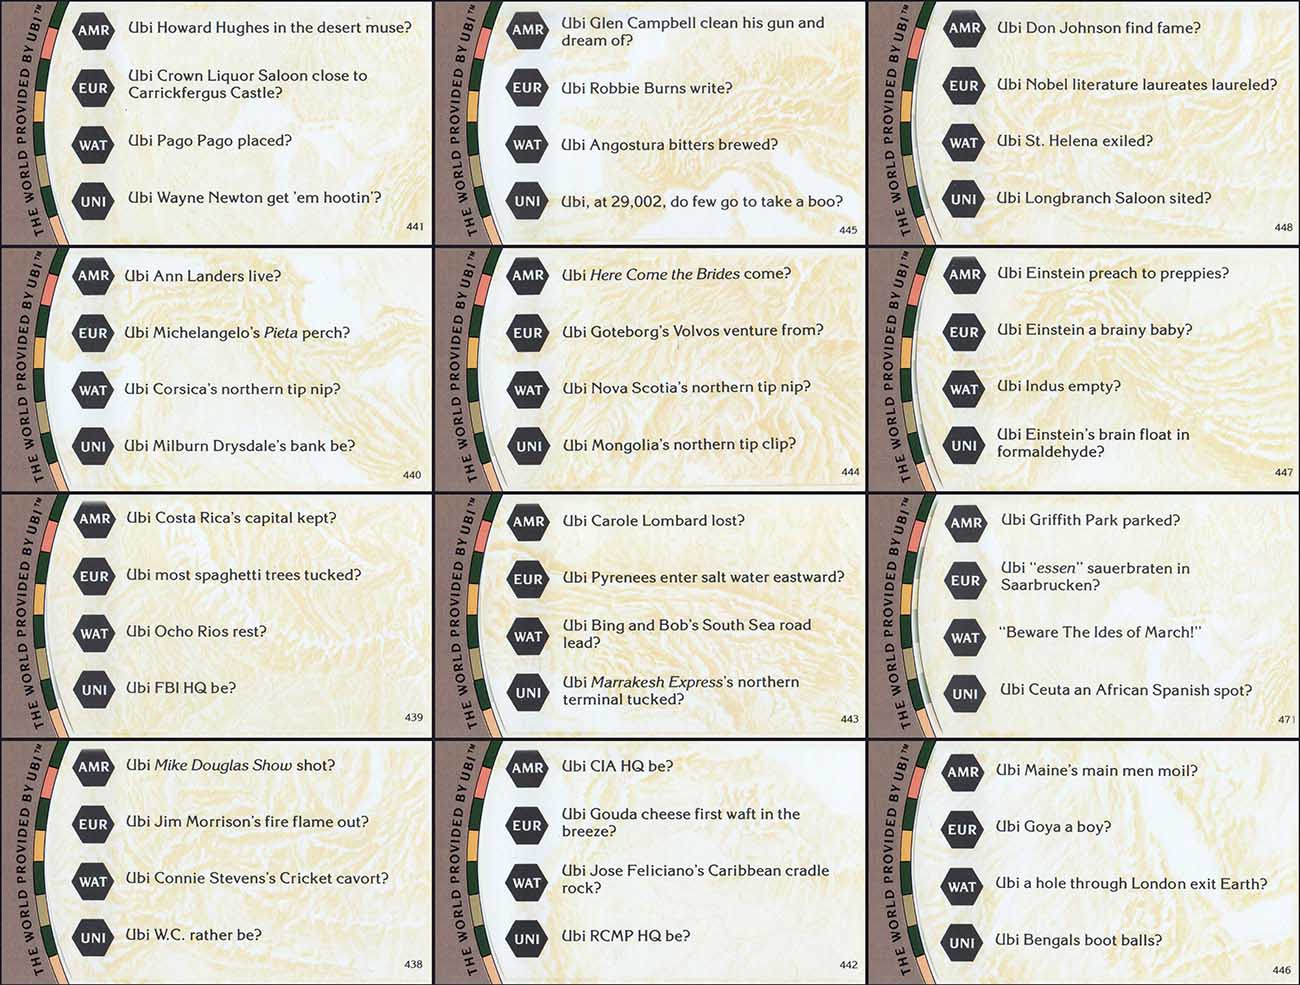 THE WORLD PROVIDED BY UBI™
AMR Ubi Howard Hughes in the desert muse?
EUR Ubi Crown Liquor Saloon close to
Carrickfergus Castle?
WAT Ubi Pago Pago placed?
UNI Ubi Wayne Newton get 'em hootin'?
441
THE WORLD PROVIDED BY UBI™
AMR Ubi Glen Campbell clean his gun and
dream of?
EUR Ubi Robbie Burns write?
WAT Ubi Angostura bitters brewed?
UNI Ubi, at 29,002, do few go to take a boo?
445
THE WORLD PROVIDED BY UBI™
AMR Ubi Don Johnson find fame?
EUR Ubi Nobel literature laureates laureled?
WAT Ubi St. Helena exiled?
UNI Ubi Longbranch Saloon sited?
448
THE WORLD PROVIDED BY UBI™
AMR Ubi Ann Landers live?
EUR Ubi Michelangelo's Pieta perch?
WAT Ubi Corsica's northern tip nip?
UNI Ubi Milburn Drysdale's bank be?
440
THE WORLD PROVIDED BY UBI™
AMR Ubi Here Come the Brides come?
EUR Ubi Goteborg's Volvos venture from?
WAT Ubi Nova Scotia's northern tip nip?
UNI Ubi Mongolia's northern tip clip?
444
THE WORLD PROVIDED BY UBI™
AMR Ubi Einstein preach to preppies?
EUR Ubi Einstein a brainy baby?
WAT Ubi Indus empty?
UNI Ubi Einstein's brain float in
formaldehyde?
447
THE WORLD PROVIDED BY UBI™
AMR Ubi Costa Rica's capital kept?
EUR Ubi most spaghetti trees tucked?
WAT Ubi Ocho Rios rest?
UNI Ubi FBI HQ be?
439
THE WORLD PROVIDED BY UBI™
AMR Ubi Carole Lombard lost?
EUR Ubi Pyrenees enter salt water eastward?
WAT Ubi Bing and Bob's South Sea road
lead?
UNI Ubi Marrakesh Express's northern
terminal tucked?
443
THE WORLD PROVIDED BY UBI™
AMR Ubi Griffith Park parked?
EUR Ubi "essen" sauerbraten in
Saarbrucken?
WAT "Beware The Ides of March!"
UNI Ubi Ceuta an African Spanish spot?
471
THE WORLD PROVIDED BY UBI™
AMR Ubi Mike Douglas Show shot?
EUR Ubi Jim Morrison's fire flame out?
WAT Ubi Connie Stevens's Cricket cavort?
UNI Ubi W.C. rather be?
438
THE WORLD PROVIDED BY UBI™
AMR Ubi CIA HQ be?
EUR Ubi Gouda cheese first waft in the
breeze?
WAT Ubi Jose Feliciano's Caribbean cradle
rock?
UNI Ubi RCMP HQ be?
442
THE WORLD PROVIDED BY UBI™
AMR Ubi Maine's main men moil?
EUR Ubi Goya a boy?
WAT Ubi a hole through London exit Earth?
UNI Ubi Bengals boot balls?
446